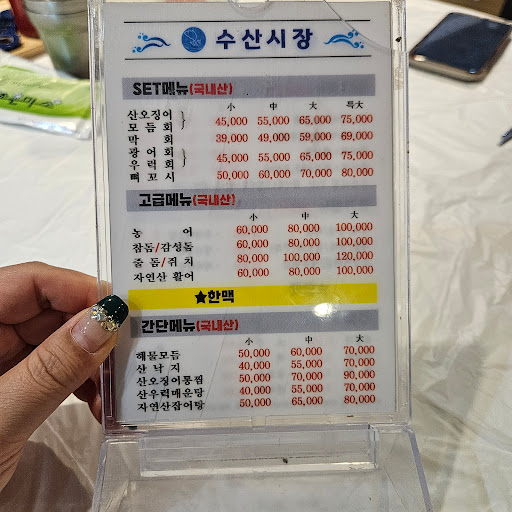 수산시장
SET메뉴(국내산)
小 中 大 특大
산오징어
모듬회 45,000 55,000 65,000 75,000
막 회 39,000 49,000 59,000 69,000
광어회
우럭회 45,000 55,000 65,000 75,000
뼈꼬시 50,000 60,000 70,000 80,000
고급메뉴(국내산)
小 中 大
농 어 60,000 80,000 100,000
참돔/감성돔 60,000 80,000 100,000
줄돔/쥐치 80,000 100,000 120,000
자연산 활어 60,000 80,000 100,000
★한맥
간단메뉴(국내산)
小 中 大
해물모듬 50,000 60,000 70,000
산낙지 40,000 55,000 70,000
산오징어통찜 50,000 70,000 90,000
산우럭매운탕 40,000 55,000 70,000
자연산잡어탕 50,000 65,000 80,000